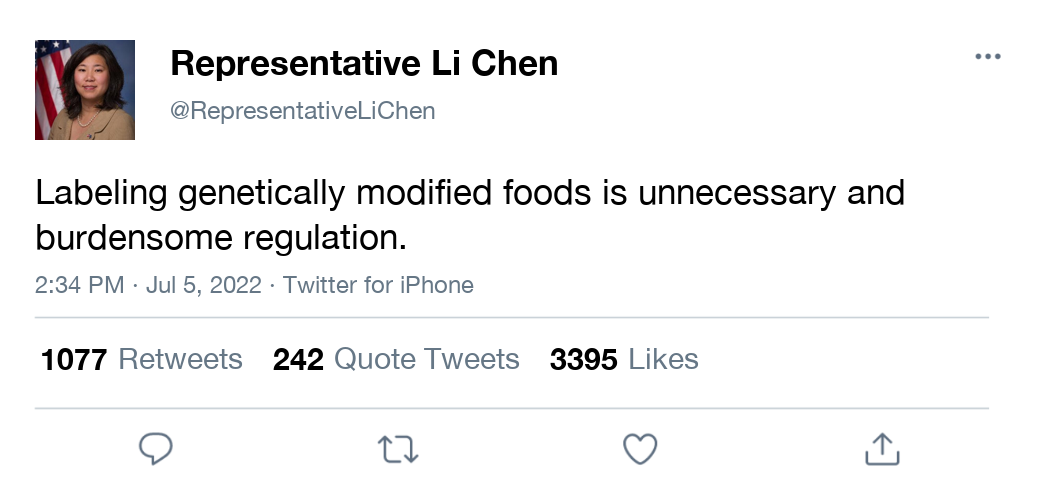 Representative Li Chen
@RepresentativeLiChen
Labeling genetically modified foods is unnecessary and
burdensome regulation.
2:34 PM · Jul 5, 2022 · Twitter for iPhone
1077 Retweets 242 Quote Tweets 3395 Likes